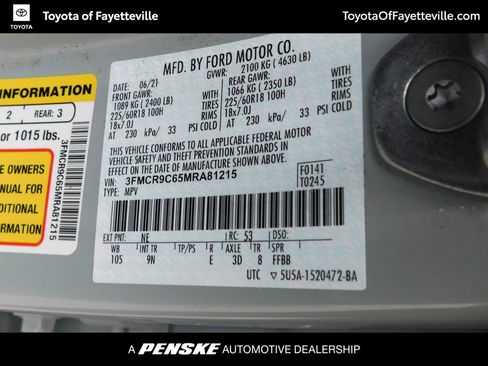 TOYOTA
Toyota of Fayetteville
ToyotaOfFayetteville.com
MFD. BY FORD MOTOR CO.
06/21
GVWR: 2100 KG ( 4630 LB)
FRONT GAWR:
REAR GAWR:
1089 KG ( 2400 LB)
1066 KG ( 2350 LB)
225/60R18 100H TIRES
225/60R18 100H TIRES
18x7.0J RIMS
18x7.0J RIMS
AT 230 kPa/ 33 PSI COLD
AT 230 kPa/ 33 PSI COLD
THIS VEHICLE CONFORMS TO ALL APPLICABLE FEDERAL MOTOR
VEHICLE SAFETY AND THEFT PREVENTION STANDARDS IN
EFFECT ON THE DATE OF MANUFACTURE SHOWN ABOVE.
VIN: 3FMCR9C65MRA81215
TYPE: MPV
F0141
T0245
EXT PNT: NE RC: 53 DSO:
WB INT TR TP/PS R AXLE TR SPR
105 9N E 3D 8 FFBB
UTC 5U5A-1520472-BA
INFORMATION
2 REAR: 3
or 1015 lbs.
E OWNERS
NUAL FOR
DITIONAL
ORMATION
3FMCR9C65MRA81215
A PENSKE AUTOMOTIVE DEALERSHIP